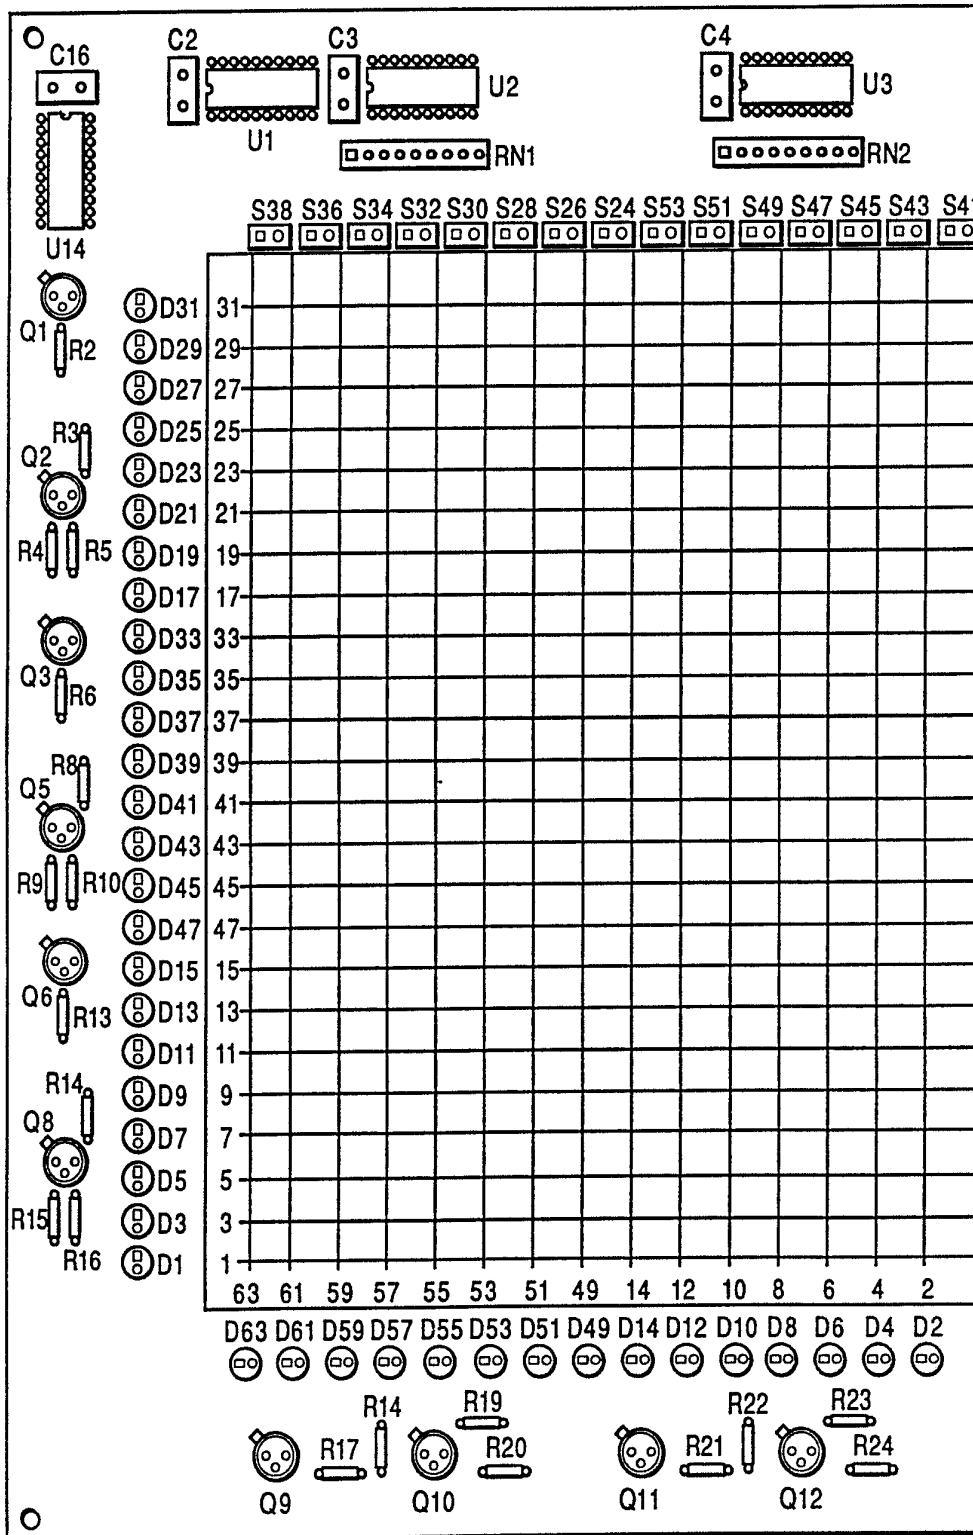 C16 C2 C3 C4
U2 U3
U1
RN1 RN2
S38 S36 S34 S32 S30 S28 S26 S24 S53 S51 S49 S47 S45 S43 S41
U14
Q1 D31 31
R2 D29 29
D27 27
R3 D25 25
Q2 D23 23
D21 21
R4 R5 D19 19
D17 17
D33 33
Q3 R6 D35 35
D37 37
R8 D39 39
Q5 D41 41
D43 43
R9 R10 D45 45
D47 47
D15 15
Q6 R13 D13 13
D11 11
R14 D9 9
Q8 D7 7
D5 5
R15 D3 3
R16 D1 1
63 61 59 57 55 53 51 49 14 12 10 8 6 4 2
D63 D61 D59 D57 D55 D53 D51 D49 D14 D12 D10 D8 D6 D4 D2
R14 R19 R22 R23
R17 R20 R21 R24
Q9 Q10 Q11 Q12